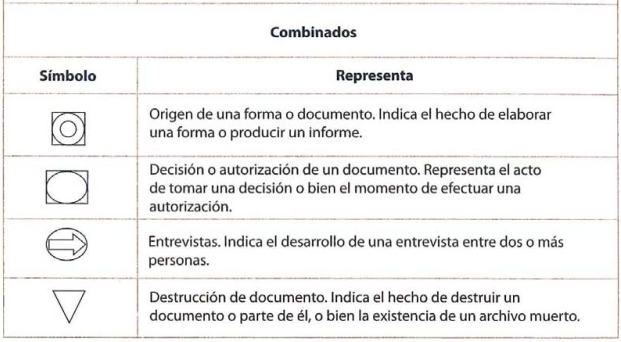 Combinados
Símbolo
Representa
Origen de una forma o documento. Indica el hecho de elaborar
una forma o producir un informe.
Decisión o autorización de un documento. Representa el acto
de tomar una decisión o bien el momento de efectuar una
autorización.
Entrevistas. Indica el desarrollo de una entrevista entre dos o más
personas.
Destrucción de documento. Indica el hecho de destruir un
documento o parte de él, o bien la existencia de un archivo muerto.